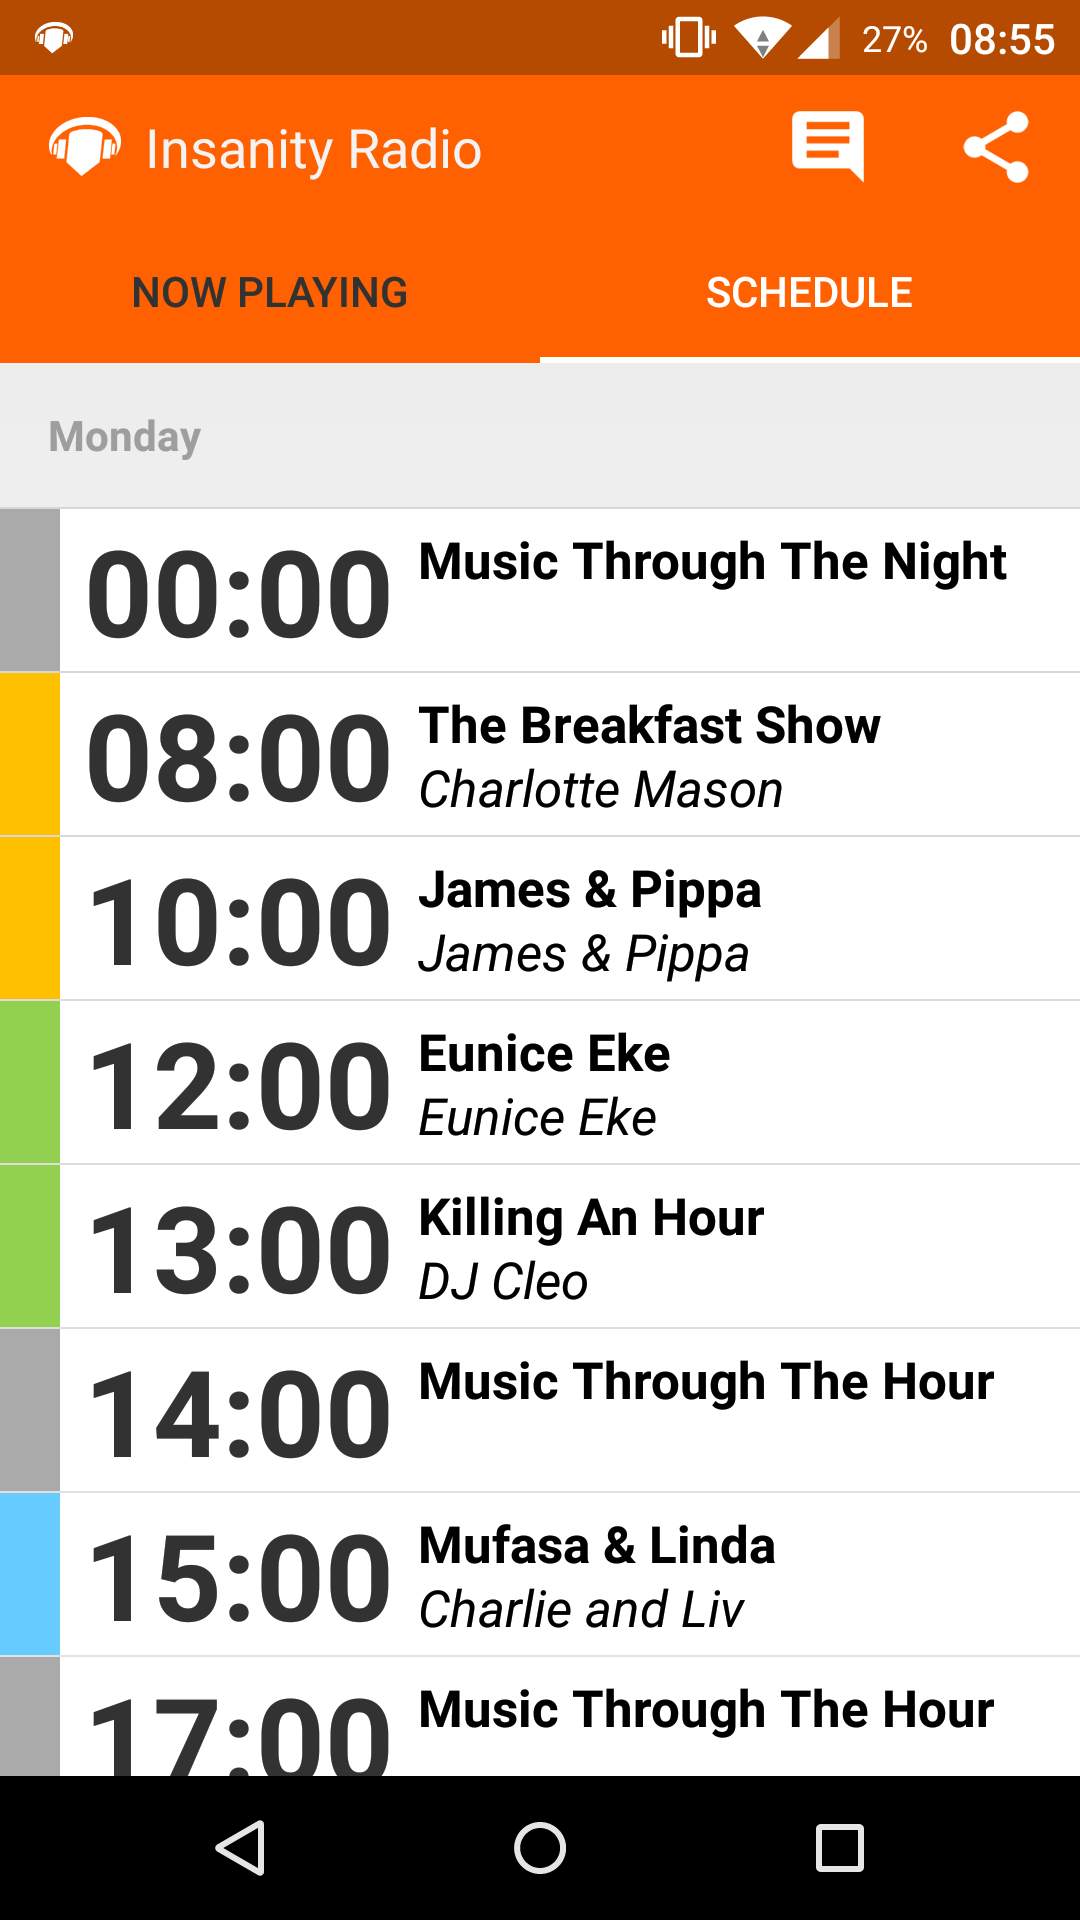 27% 08:55
Insanity Radio
NOW PLAYING SCHEDULE
Monday
00:00 Music Through The Night
08:00 The Breakfast Show
Charlotte Mason
10:00 James & Pippa
James & Pippa
12:00 Eunice Eke
Eunice Eke
13:00 Killing An Hour
DJ Cleo
14:00 Music Through The Hour
15:00 Mufasa & Linda
Charlie and Liv
17:00 Music Through The Hour